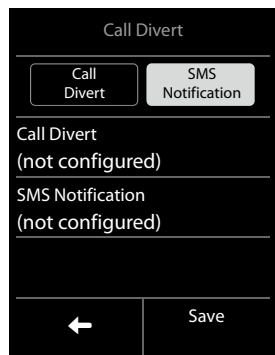 Call Divert
Call
Divert
SMS
Notification
Call Divert
(not configured)
SMS Notification
(not configured)
Save